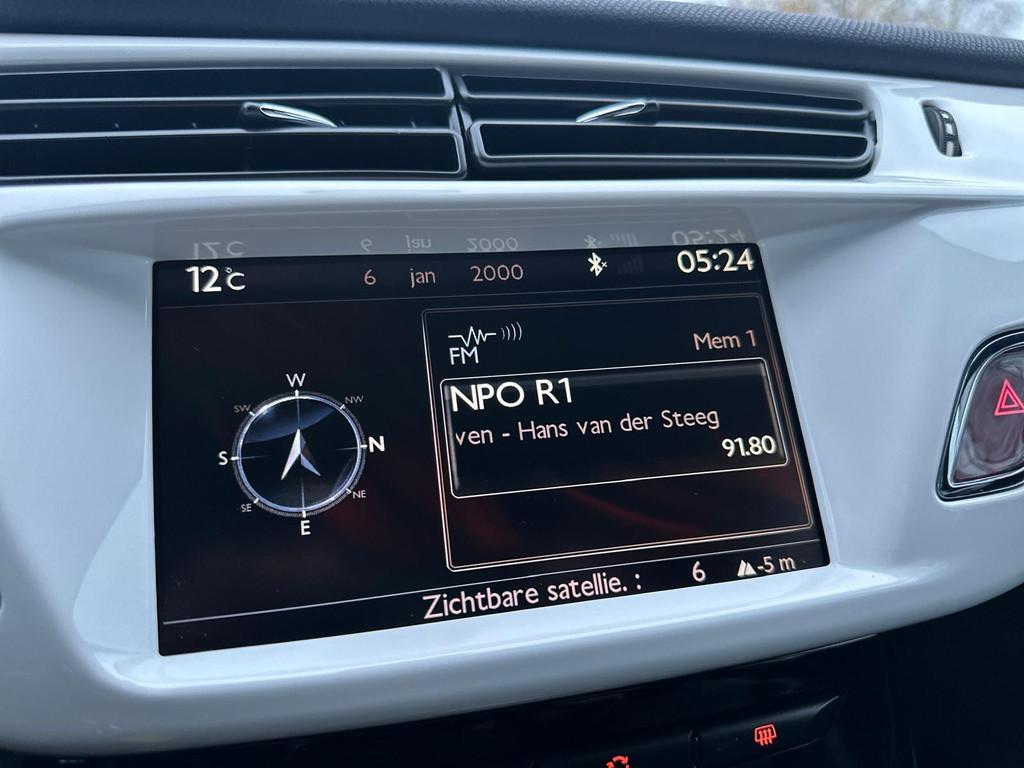 12°C 6 jan 2000 05:24
FM Mem 1
NPO R1
ven - Hans van der Steeg
91.80
W
SW NW
S N
SE NE
E
Zichtbare satellie. : 6 -5 m